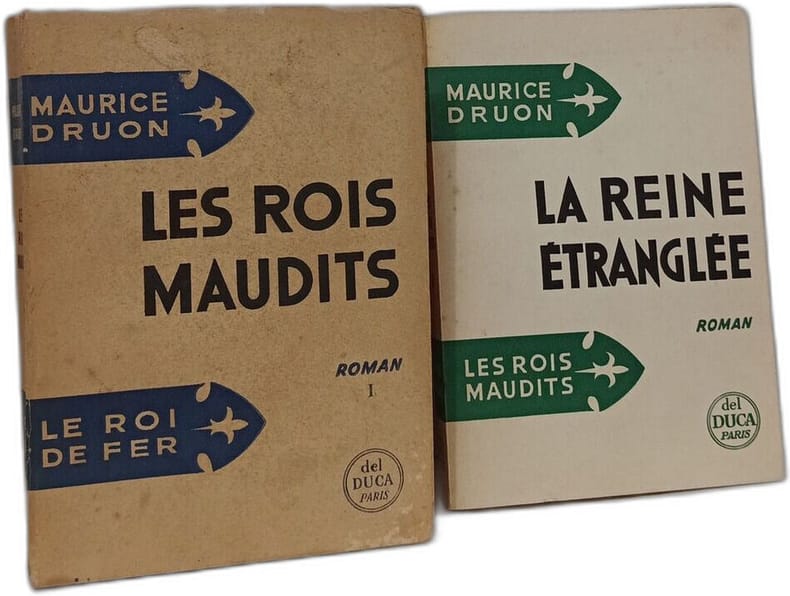 MAURICE
DRUON
LES ROIS
MAUDITS
ROMAN
I
LE ROI
DE FER
del
DUCA
PARIS
MAURICE
DRUON
LA REINE
ÉTRANGLÉE
ROMAN
LES ROIS
MAUDITS
del
DUCA
PARIS